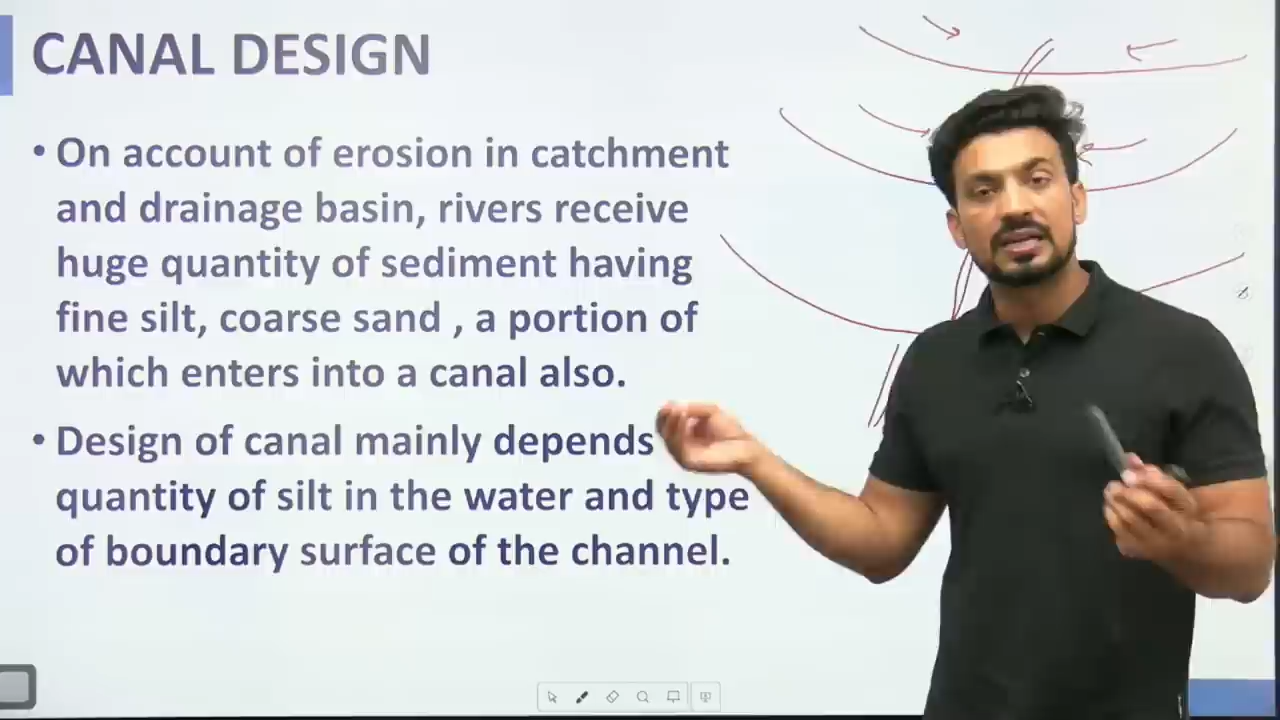 CANAL DESIGN
• On account of erosion in catchment
and drainage basin, rivers receive
huge quantity of sediment having
fine silt, coarse sand , a portion of
which enters into a canal also.
• Design of canal mainly depends
quantity of silt in the water and type
of boundary surface of the channel.